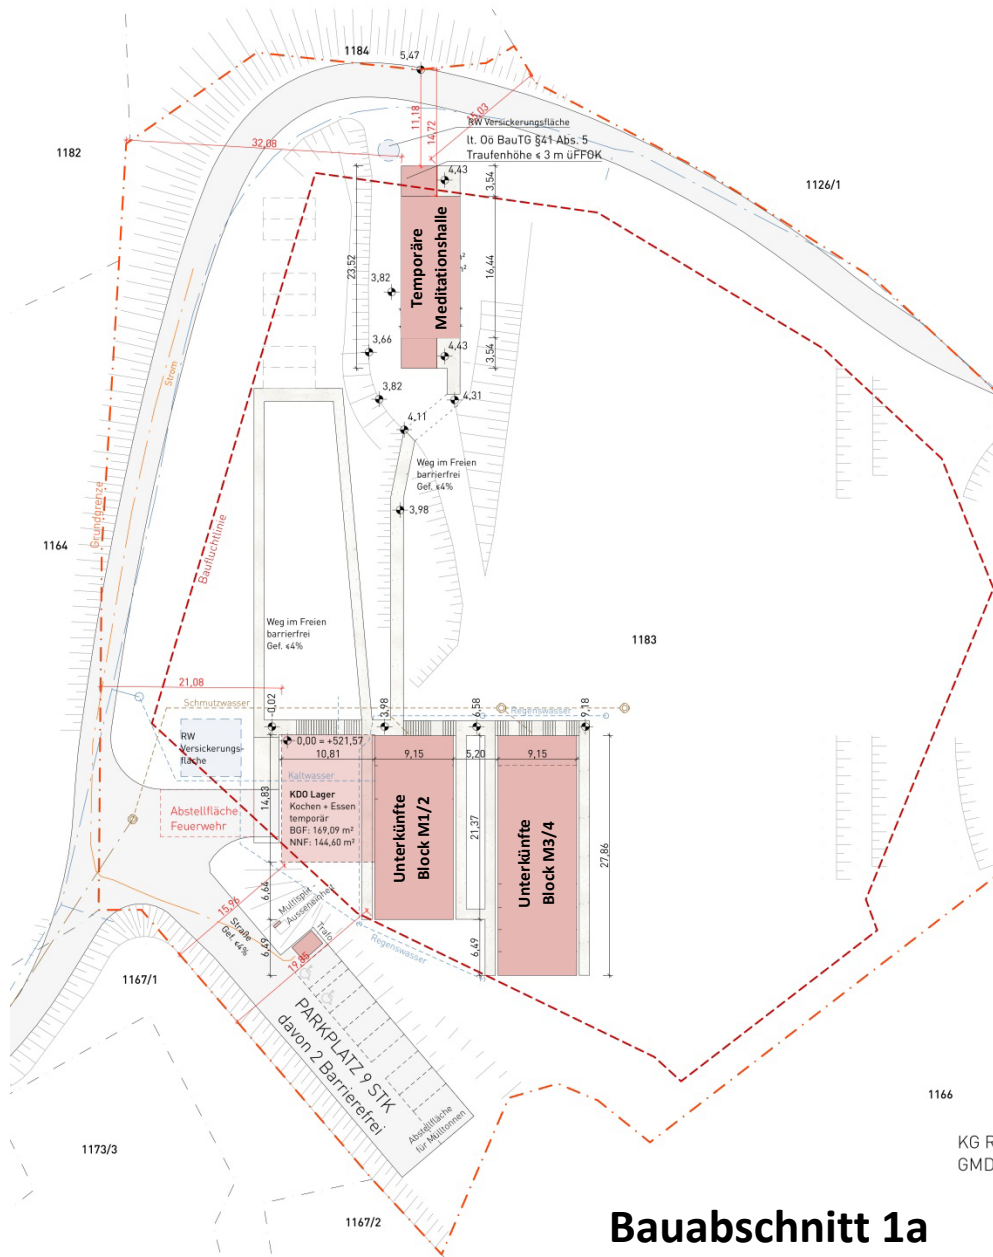 1184
5,47
11,18
14,72
15,03
RW Versickerungsfläche
lt. Oö BauTG §41 Abs. 5
Traufenhöhe < 3 m üFFOK
32,08
1182
1126/1
4,43
3,54
Temporäre
Meditationshalle
23,52
16,44
3,82
3,66
4,43
3,54
3,82
4,31
4,11
Strom
Weg im Freien
barrierfrei
Gef. <4%
3,98
Grundgrenze
Baufluchtlinie
1164
Weg im Freien
barrierfrei
Gef. <4%
1183
21,08
Schmutzwasser
Regenswasser
-0,02
3,98
6,58
9,18
RW
Versickerungs-
fläche
0,00 = +521,57
10,81
9,15
5,20
9,15
Kaltwasser
14,83
KDO Lager
Kochen + Essen
temporär
BGF: 169,09 m²
NNF: 144,60 m²
Abstellfläche
Feuerwehr
Unterkünfte
Block M1/2
21,37
Unterkünfte
Block M3/4
27,86
6,64
Multisplit
Aussenainheit
15,96
Straße
Gef. <4%
Trafo
6,49
19,85
Regenswasser
6,49
1167/1
PARKPLATZ 9 STK
davon 2 Barrierefrei
Abstellfläche
für Mülltonnen
1166
1173/3
KG R
GMD
1167/2
Bauabschnitt 1a